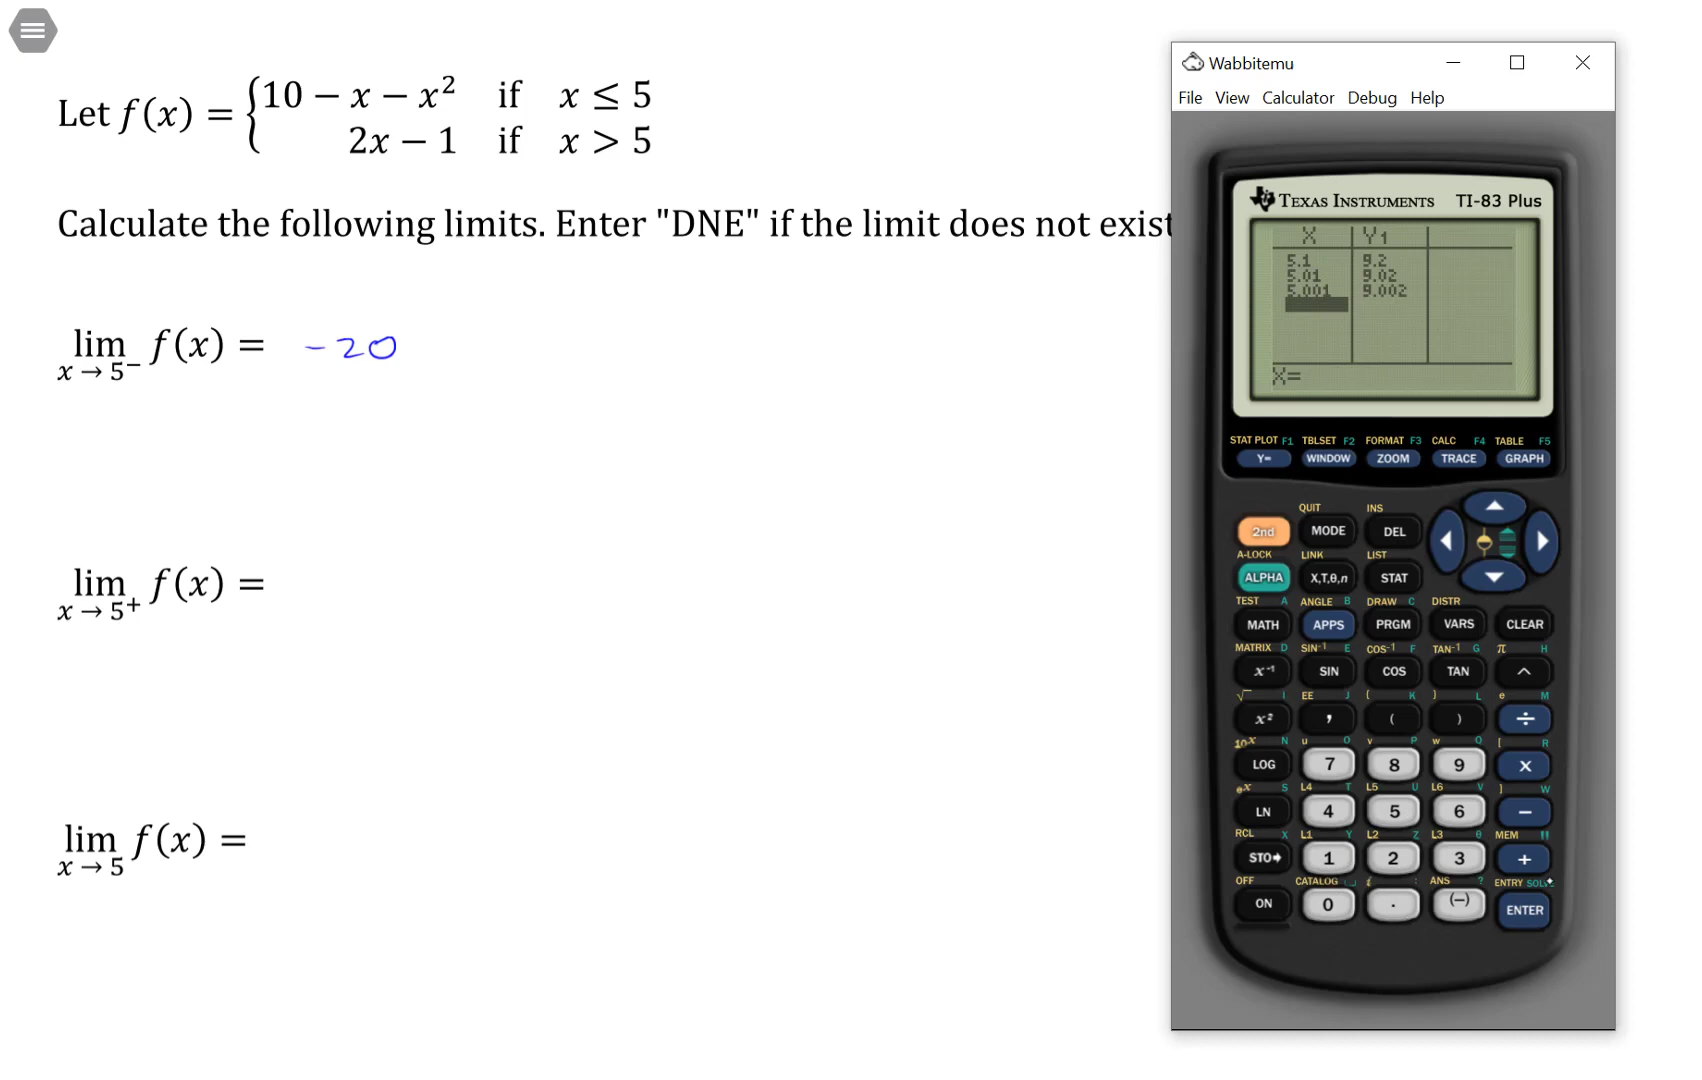 Let f(x) = { 10 − x − x² if x ≤ 5
2x − 1 if x > 5
Calculate the following limits. Enter "DNE" if the limit does not exist
lim x → 5⁻ f(x) = -20
lim x → 5⁺ f(x) =
lim x → 5 f(x) =
Wabbitemu
File View Calculator Debug Help
TEXAS INSTRUMENTS TI-83 Plus
X Y1
5.1 9.2
5.01 9.02
5.001 9.002
X=
STAT PLOT F1 TBLSET F2 FORMAT F3 CALC F4 TABLE F5
Y= WINDOW ZOOM TRACE GRAPH
QUIT INS
2nd MODE DEL
A-LOCK LINK LIST
ALPHA X,T,θ,n STAT
TEST A ANGLE B DRAW C DISTR
MATH APPS PRGM VARS CLEAR
MATRIX D SIN⁻¹ E COS⁻¹ F TAN⁻¹ G π H
x⁻¹ SIN COS TAN ^
√ I EE J { K } L e M
x² , ( ) ÷
10ˣ N u O v P w Q [ R
LOG 7 8 9 ×
eˣ S L4 T L5 U L6 V ] W
LN 4 5 6 −
RCL X L1 Y L2 Z L3 θ MEM "
STO➔ 1 2 3 +
OFF CATALOG ⎵ i : ANS ? ENTRY
ON 0 . (−) ENTER